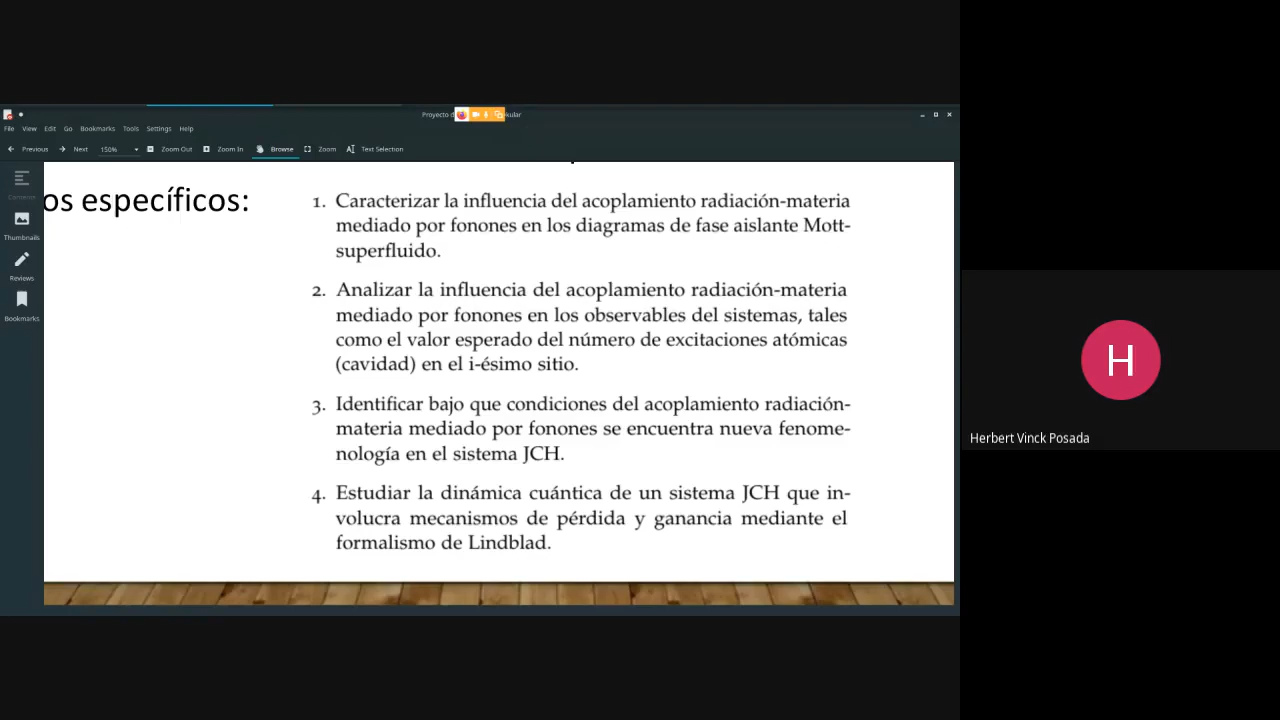 Proyecto d
kular
File View Edit Go Bookmarks Tools Settings Help
Previous Next 150% Zoom Out Zoom In Browse Zoom Text Selection
Thumbnails
Reviews
Bookmarks
os específicos:
1. Caracterizar la influencia del acoplamiento radiación-materia
mediado por fonones en los diagramas de fase aislante Mott-
superfluido.
2. Analizar la influencia del acoplamiento radiación-materia
mediado por fonones en los observables del sistemas, tales
como el valor esperado del número de excitaciones atómicas
(cavidad) en el i-ésimo sitio.
3. Identificar bajo que condiciones del acoplamiento radiación-
materia mediado por fonones se encuentra nueva fenome-
nología en el sistema JCH.
4. Estudiar la dinámica cuántica de un sistema JCH que in-
volucra mecanismos de pérdida y ganancia mediante el
formalismo de Lindblad.
H
Herbert Vinck Posada